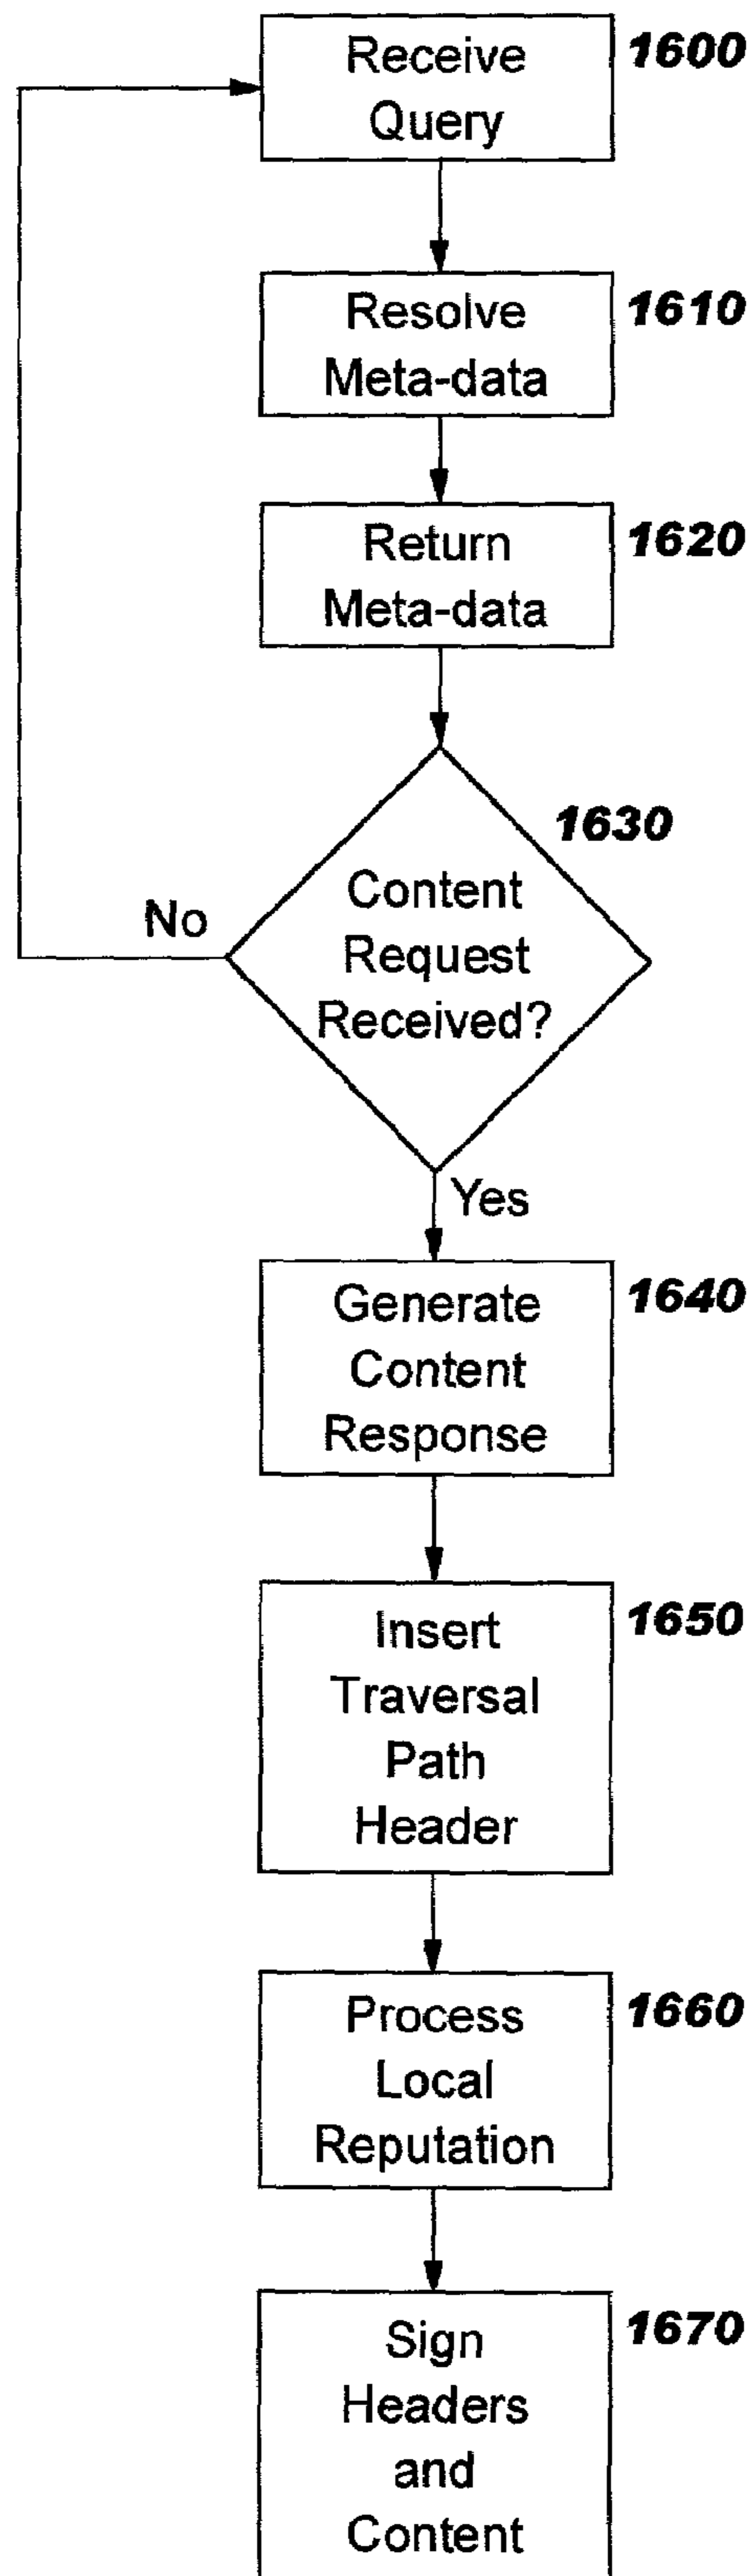 Receive
Query
1600
Resolve
Meta-data
1610
Return
Meta-data
1620
1630
Content
Request
Received?
No
Yes
Generate
Content
Response
1640
Insert
Traversal
Path
Header
1650
Process
Local
Reputation
1660
Sign
Headers
and
Content
1670